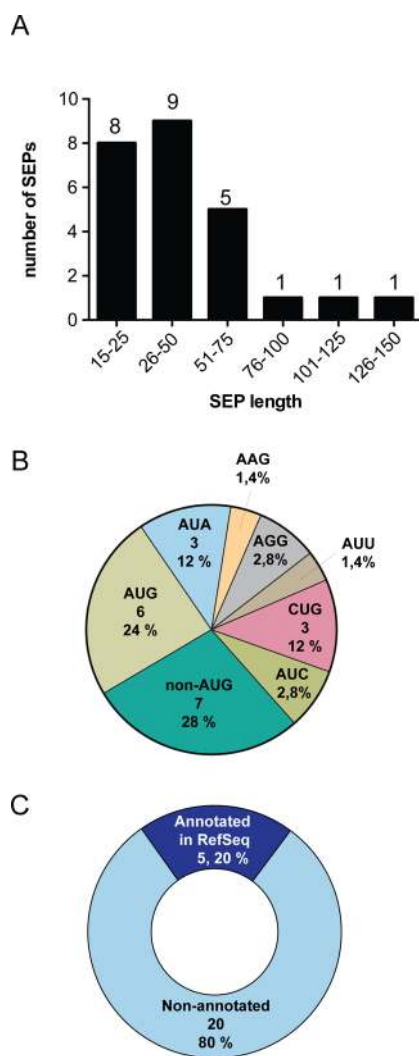 A
number of SEPs
10
8
6
4
2
0
8
9
5
1
1
1
15-25
26-50
51-75
76-100
101-125
126-150
SEP length
B
AAG
1,4%
AUA
3
12 %
AGG
2,8%
AUU
1,4%
AUG
6
24 %
CUG
3
12 %
AUC
2,8%
non-AUG
7
28 %
C
Annotated
in RefSeq
5, 20 %
Non-annotated
20
80 %